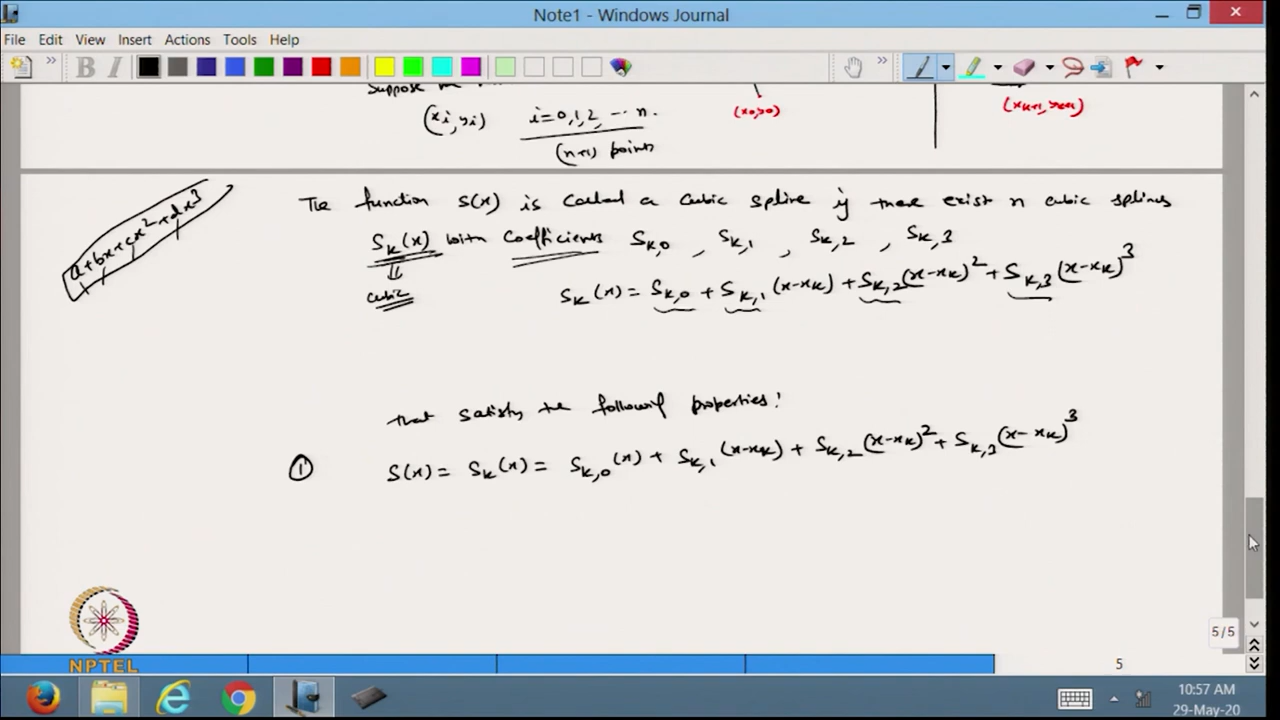 Note1 - Windows Journal
File Edit View Insert Actions Tools Help
B I
Suppose
(xi, yi) i=0,1,2, ... n.
(n+1) points
(x0,y0)
(xk+1,yk+1)
a+bx+cx²+dx³
The function S(x) is called a cubic spline if there exist n cubic splines
Sk(x) with coefficients Sk,0 , Sk,1 , Sk,2 , Sk,3
cubic
Sk(x) = Sk,0 + Sk,1 (x-xk) + Sk,2 (x-xk)² + Sk,3 (x-xk)³
that satisfy the following properties:
① S(x) = Sk(x) = Sk,0 (x) + Sk,1 (x-xk) + Sk,2 (x-xk)² + Sk,3 (x-xk)³
5/5
NPTEL
5
10:57 AM
29-May-20